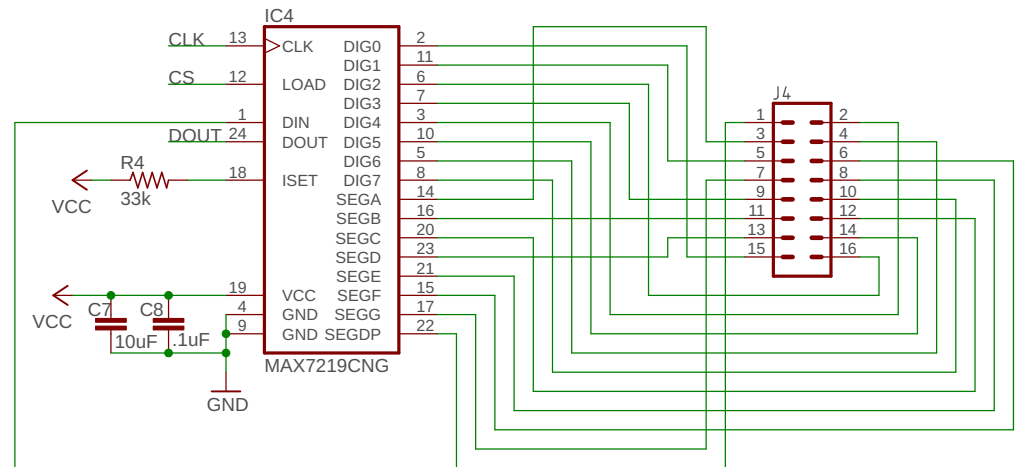 IC4
CLK 13 CLK DIG0 2
DIG1 11
CS 12 LOAD DIG2 6
DIG3 7
J4
1 DIN DIG4 3 1 2
DOUT 24 DOUT DIG5 10 3 4
R4 DIG6 5 5 6
18 ISET DIG7 8 7 8
33k SEGA 14 9 10
VCC SEGB 16 11 12
SEGC 20 13 14
SEGD 23 15 16
SEGE 21
19 VCC SEGF 15
C7 C8 4 GND SEGG 17
VCC 10uF .1uF 9 GND SEGDP 22
MAX7219CNG
GND